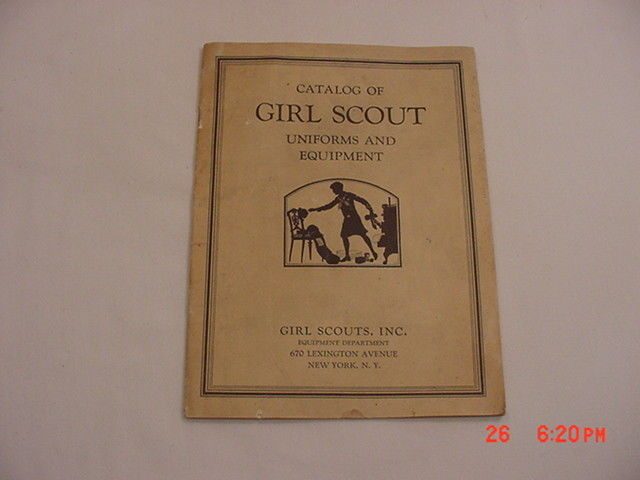 CATALOG OF
GIRL SCOUT
UNIFORMS AND
EQUIPMENT
GIRL SCOUTS, INC.
EQUIPMENT DEPARTMENT
670 LEXINGTON AVENUE
NEW YORK, N. Y.
26 6:20PM